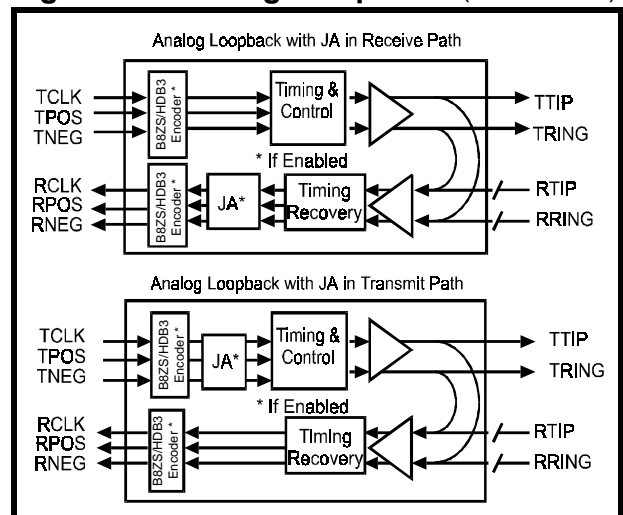 Analog Loopback with JA in Receive Path
TCLK
TPOS
TNEG
B8ZS/HDB3
Encoder *
Timing &
Control
TTIP
TRING
* If Enabled
RCLK
RPOS
RNEG
B8ZS/HDB3
Encoder *
JA*
Timing
Recovery
RTIP
RRING
Analog Loopback with JA in Transmit Path
TCLK
TPOS
TNEG
B8ZS/HDB3
Encoder *
JA*
Timing &
Control
TTIP
TRING
* If Enabled
RCLK
RPOS
RNEG
B8ZS/HDB3
Encoder *
TIming
Recovery
RTIP
RRING